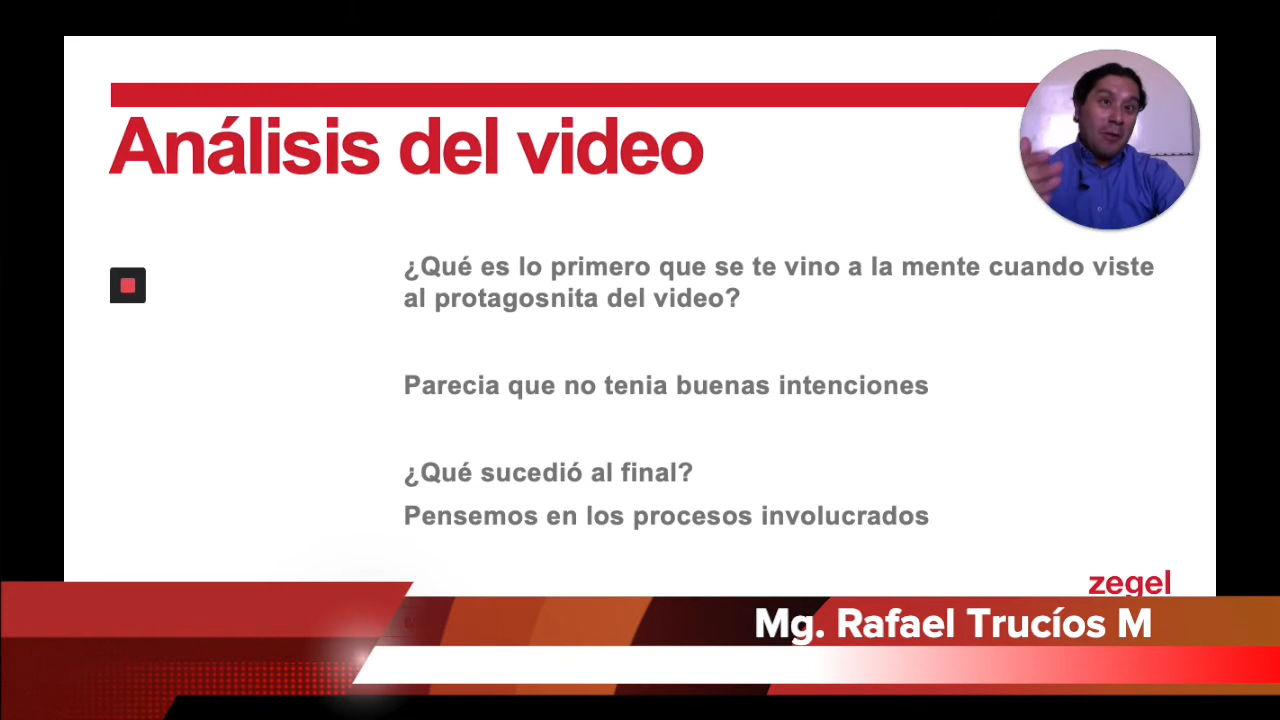 Análisis del video
¿Qué es lo primero que se te vino a la mente cuando viste
al protagosnita del video?
Parecia que no tenia buenas intenciones
¿Qué sucedió al final?
Pensemos en los procesos involucrados
zegel
Mg. Rafael Trucíos M